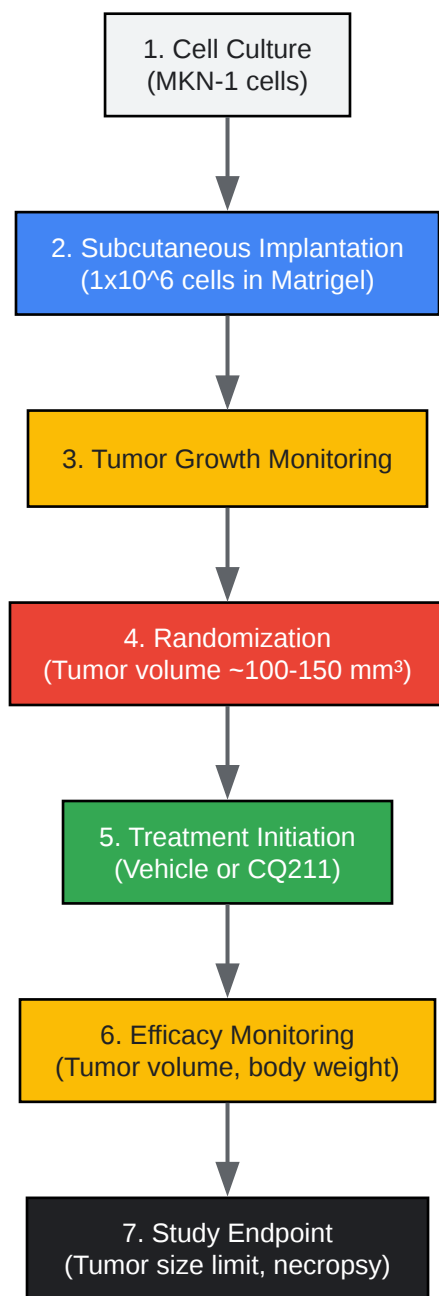 1. Cell Culture
(MKN-1 cells)
2. Subcutaneous Implantation
(1x10^6 cells in Matrigel)
3. Tumor Growth Monitoring
4. Randomization
(Tumor volume ~100-150 mm³)
5. Treatment Initiation
(Vehicle or CQ211)
6. Efficacy Monitoring
(Tumor volume, body weight)
7. Study Endpoint
(Tumor size limit, necropsy)